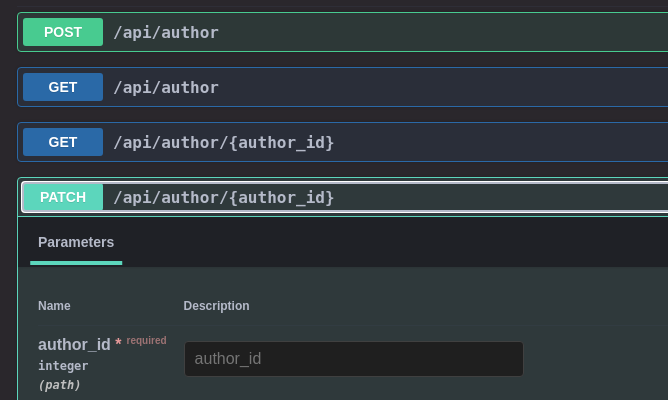 POST /api/author
GET /api/author
GET /api/author/{author_id}
PATCH /api/author/{author_id}
Parameters
Name Description
author_id * required
integer
(path)
author_id